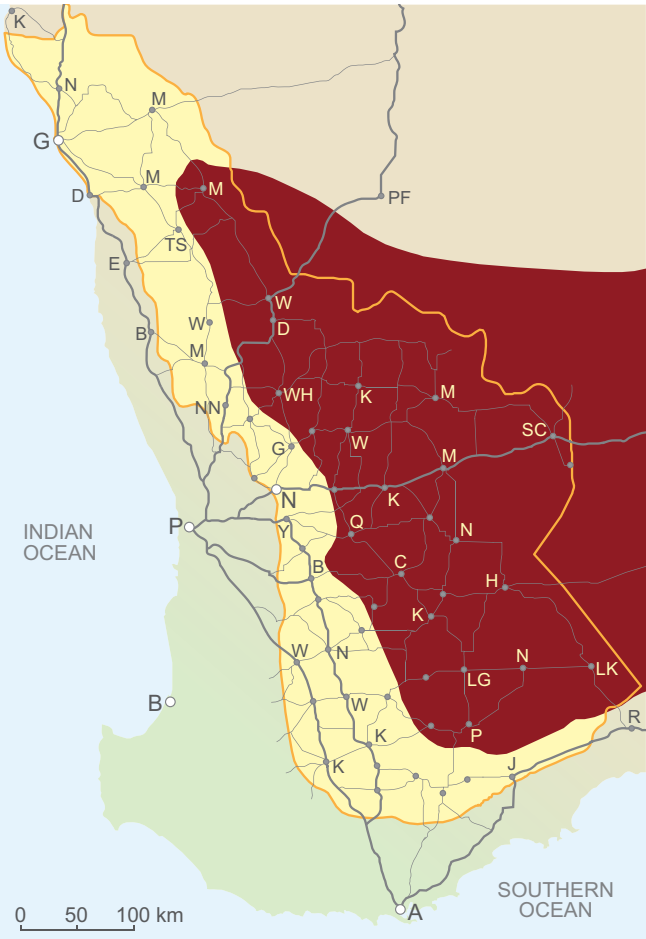 K
N
M
G
M
M
D
PF
TS
E
W
W
D
B
M
WH
K
M
NN
SC
G
W
M
N
K
P
Y
Q
N
INDIAN
OCEAN
B
C
H
K
W
N
LG
N
LK
B
W
P
R
K
K
J
SOUTHERN
OCEAN
A
0 50 100 km